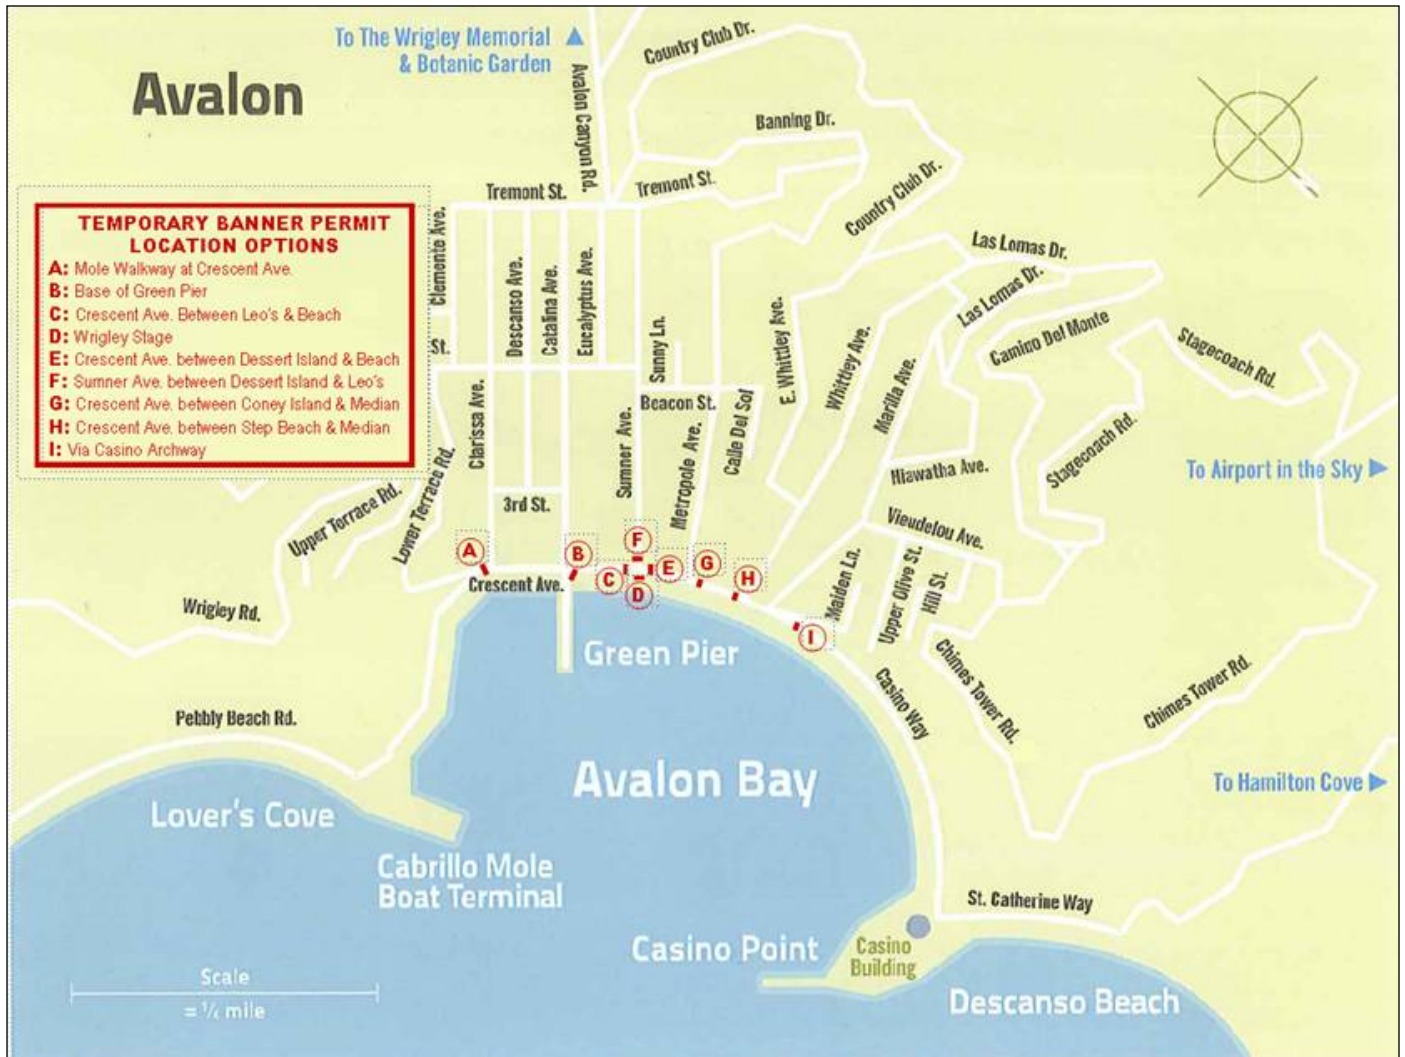 To The Wrigley Memorial
& Botanic Garden
Avalon
Avalon Canyon Rd.
Country Club Dr.
Banning Dr.
Tremont St.
Tremont St.
Country Club Dr.
TEMPORARY BANNER PERMIT
LOCATION OPTIONS
A: Mole Walkway at Crescent Ave.
B: Base of Green Pier
C: Crescent Ave. Between Leo's & Beach
D: Wrigley Stage
E: Crescent Ave. between Dessert Island & Beach
F: Sumner Ave. between Dessert Island & Leo's
G: Crescent Ave. between Coney Island & Median
H: Crescent Ave. between Step Beach & Median
I: Via Casino Archway
Clemente Ave.
St.
Descanso Ave.
Catalina Ave.
Eucalyptus Ave.
Sunny Ln.
Las Lomas Dr.
Las Lomas Dr.
Camino Del Monte
Stagecoach Rd.
E. Whittley Ave.
Whittley Ave.
Marilla Ave.
Beacon St.
Clarissa Ave.
Sumner Ave.
Metropole Ave.
Calle Del Sol
Stagecoach Rd.
Hiawatha Ave.
To Airport in the Sky
3rd St.
Upper Terrace Rd.
Lower Terrace Rd.
Vieudelou Ave.
A
B
C
D
E
F
G
H
I
Crescent Ave.
Maiden Ln.
Upper Olive St.
Hill St.
Wrigley Rd.
Green Pier
Casino Way
Chimes Tower Rd.
Chimes Tower Rd.
Pebbly Beach Rd.
Avalon Bay
To Hamilton Cove
Lover's Cove
Cabrillo Mole
Boat Terminal
St. Catherine Way
Casino Point
Casino
Building
Descanso Beach
Scale
= ¼ mile